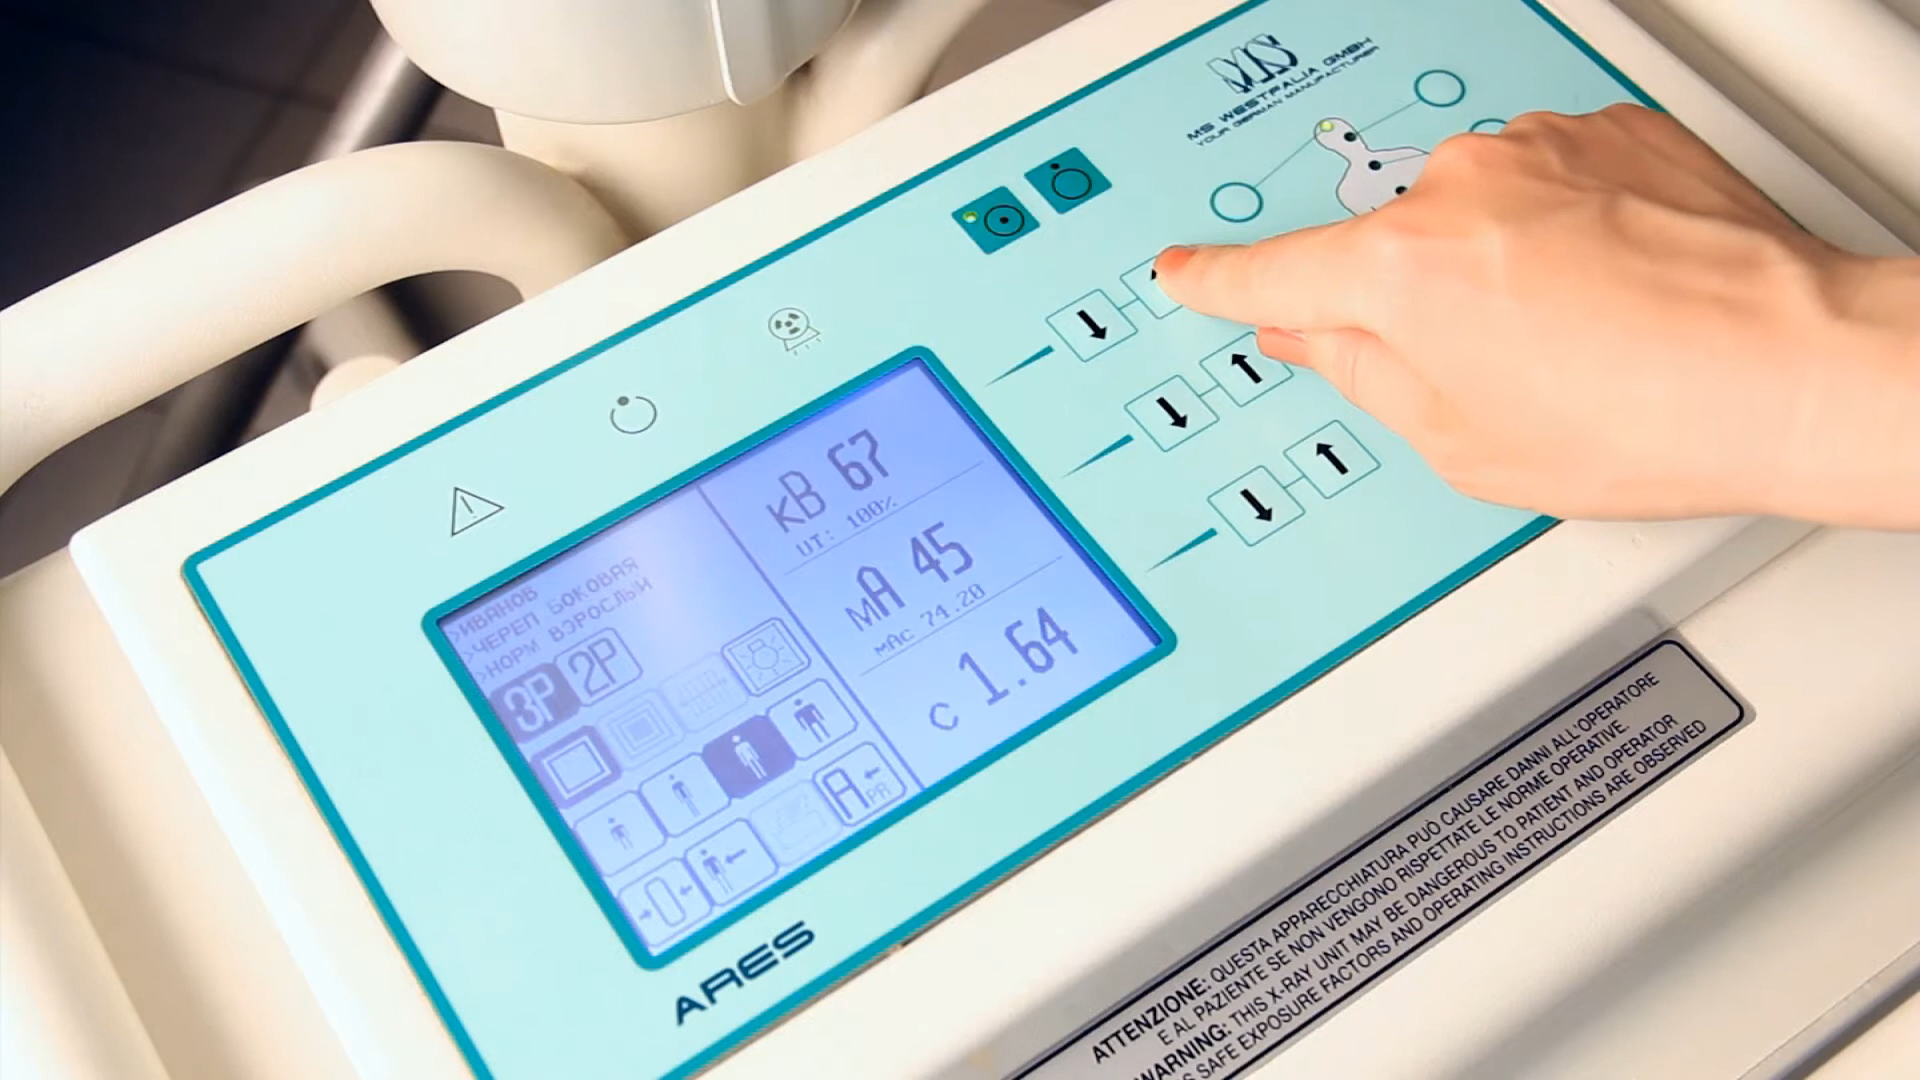 MS
MS WESTFALIA GMBH
YOUR GERMAN MANUFACTURER
>ИВАНОВ
>ЧЕРЕП БОКОВАЯ
>НОРМ ВЗРОСЛЫЙ
3P 2P
A PR
кВ 67
UT: 100%
мА 45
мАс 74.20
с 1.64
ARES
ATTENZIONE: QUESTA APPARECCHIATURA PUÒ CAUSARE DANNI ALL'OPERATORE
E AL PAZIENTE SE NON VENGONO RISPETTATE LE NORME OPERATIVE.
WARNING: THIS X-RAY UNIT MAY BE DANGEROUS TO PATIENT AND OPERATOR
SAFE EXPOSURE FACTORS AND OPERATING INSTRUCTIONS ARE OBSERVED